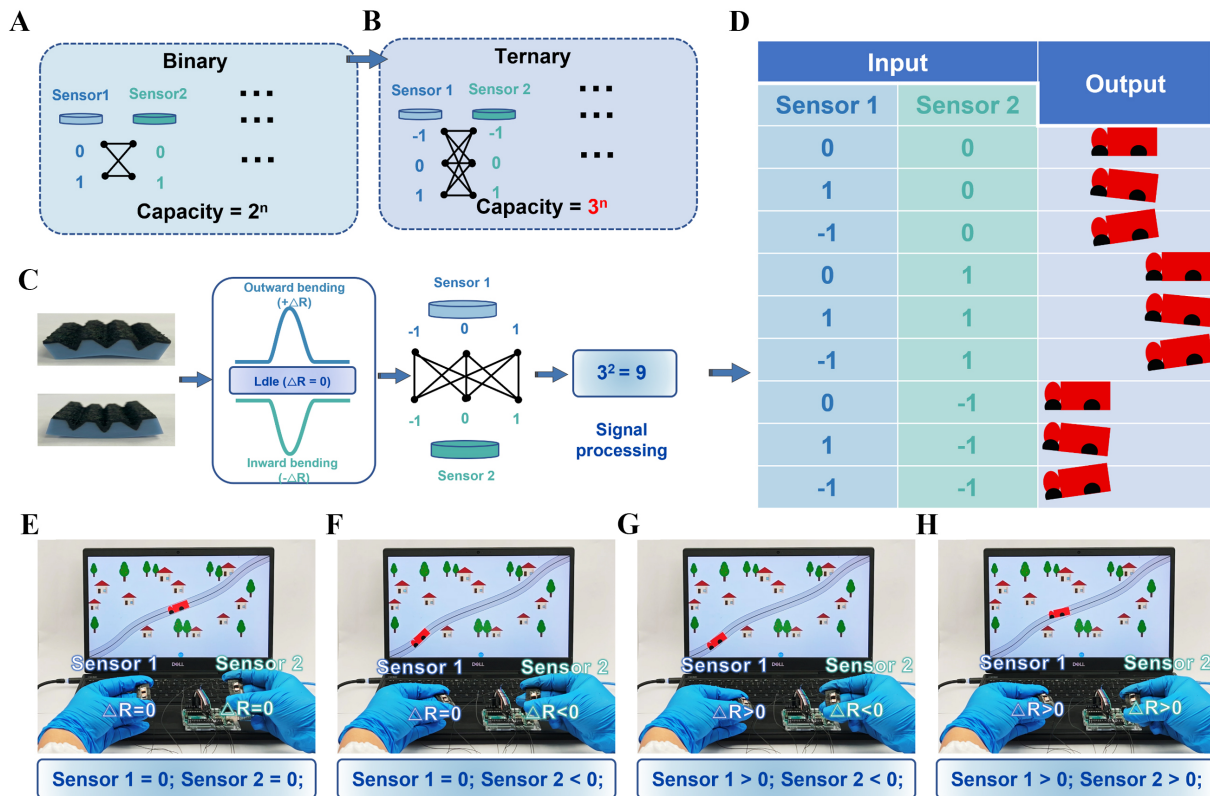 A
Binary
Sensor1 Sensor2 ...
...
0 0 ...
1 1
Capacity = 2ⁿ
B
Ternary
Sensor 1 Sensor 2 ...
...
-1 -1
0 0 ...
1 1
Capacity = 3ⁿ
C
Outward bending
(+△R)
Ldle (△R = 0)
Inward bending
(-△R)
Sensor 1
-1 0 1
-1 0 1
Sensor 2
3² = 9
Signal
processing
D
Input Output
Sensor 1 Sensor 2
0 0
1 0
-1 0
0 1
1 1
-1 1
0 -1
1 -1
-1 -1
E
DELL
Sensor 1 Sensor 2
△R=0 △R=0
Sensor 1 = 0; Sensor 2 = 0;
F
DELL
Sensor 1 Sensor 2
△R=0 △R<0
Sensor 1 = 0; Sensor 2 < 0;
G
DELL
Sensor 1 Sensor 2
△R>0 △R<0
Sensor 1 > 0; Sensor 2 < 0;
H
DELL
Sensor 1 Sensor 2
△R>0 △R>0
Sensor 1 > 0; Sensor 2 > 0;